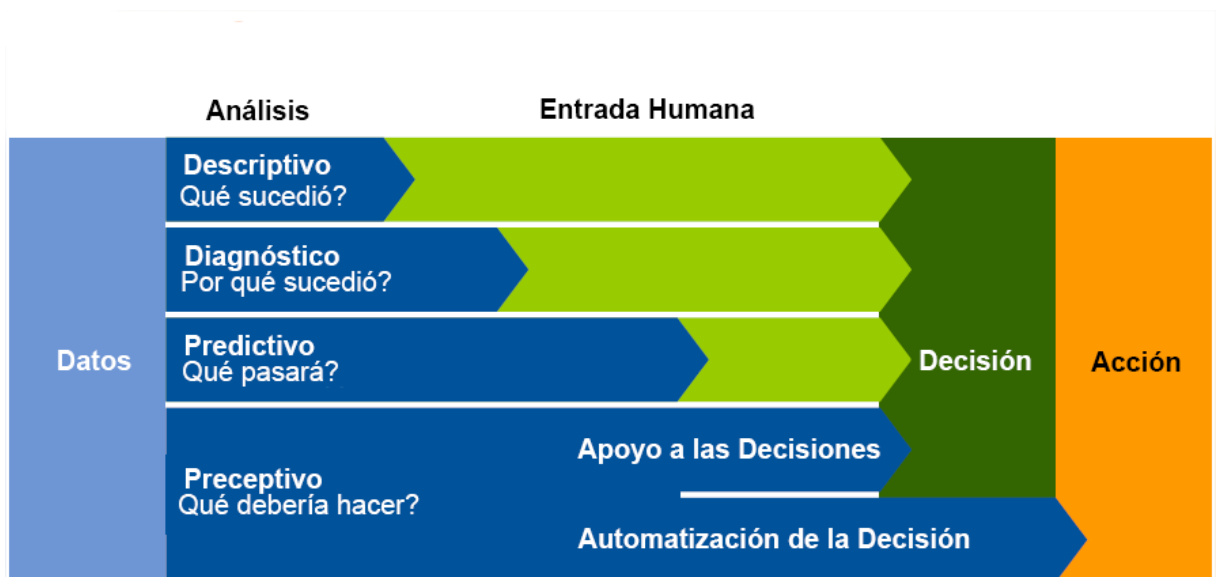 Análisis
Entrada Humana
Descriptivo
Qué sucedió?
Diagnóstico
Por qué sucedió?
Predictivo
Qué pasará?
Datos
Decisión
Acción
Apoyo a las Decisiones
Preceptivo
Qué debería hacer?
Automatización de la Decisión